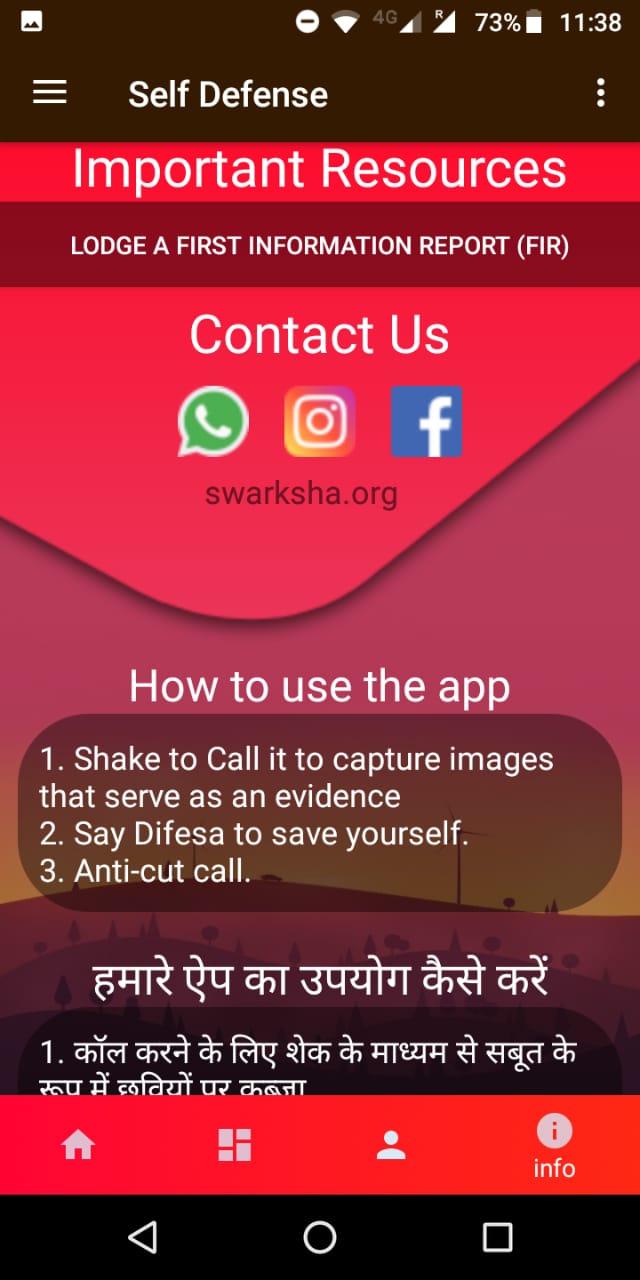 4G R 73% 11:38
Self Defense
Important Resources
LODGE A FIRST INFORMATION REPORT (FIR)
Contact Us
swarksha.org
How to use the app
1. Shake to Call it to capture images
that serve as an evidence
2. Say Difesa to save yourself.
3. Anti-cut call.
हमारे ऐप का उपयोग कैसे करें
1. कॉल करने के लिए शेक के माध्यम से सबूत के
रूप में छवियों पर कब्जा
info